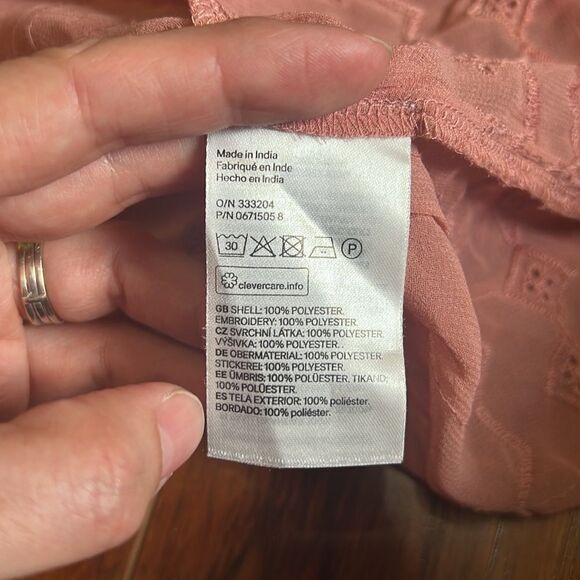 Made in India
Fabriqué en Inde
Hecho en India
O/N 333204
P/N 0671505 8
30 P
clevercare.info
GB SHELL: 100% POLYESTER.
EMBROIDERY: 100% POLYESTER.
CZ SVRCHNÍ LÁTKA: 100% POLYESTER.
VÝŠIVKA: 100% POLYESTER.
DE OBERMATERIAL: 100% POLYESTER.
STICKEREI: 100% POLYESTER.
EE ÜMBRIS: 100% POLÜESTER. TIKAND:
100% POLÜESTER.
ES TELA EXTERIOR: 100% poliéster.
BORDADO: 100% poliéster.